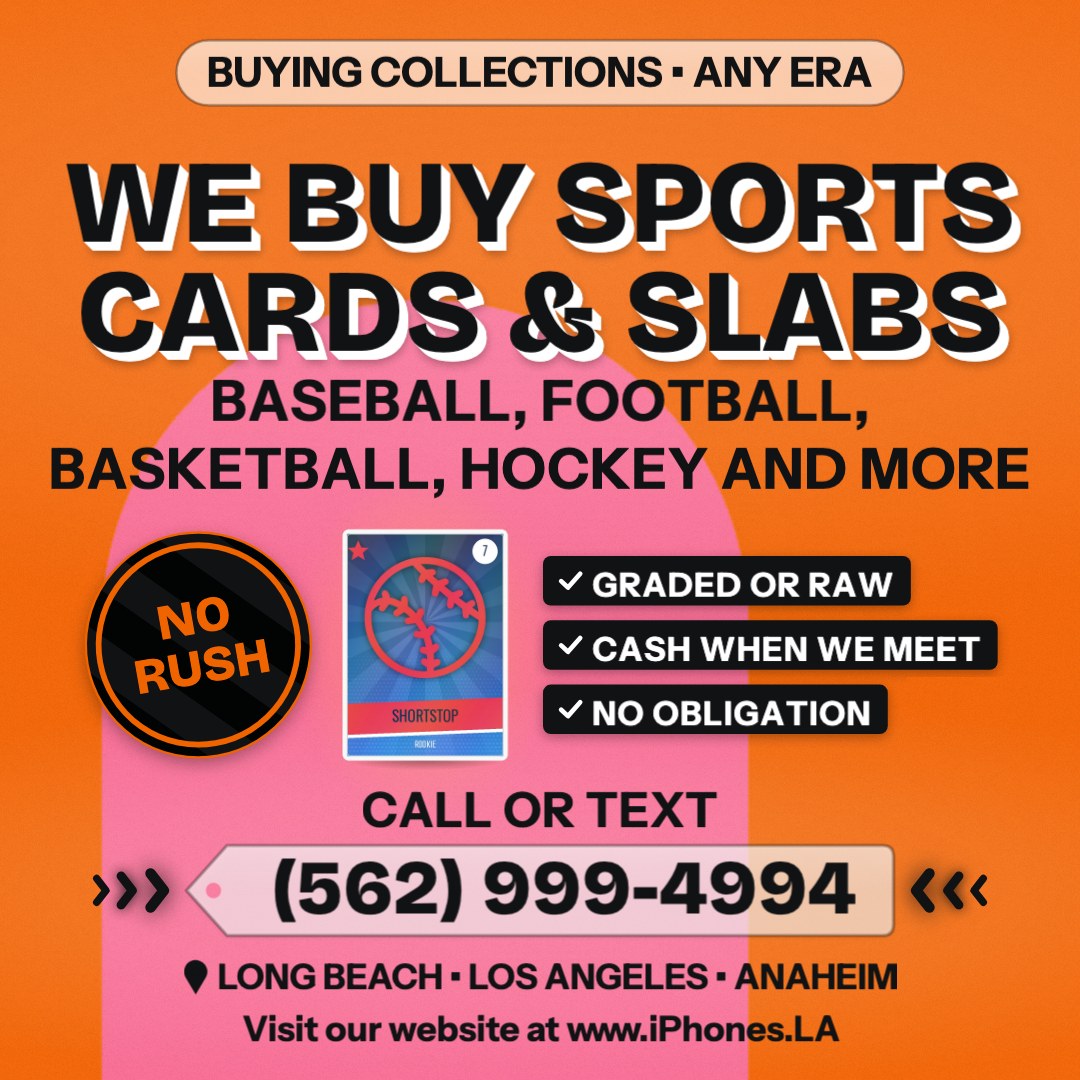 BUYING COLLECTIONS ▪ ANY ERA
WE BUY SPORTS
CARDS & SLABS
BASEBALL, FOOTBALL,
BASKETBALL, HOCKEY AND MORE
NO
RUSH
7
SHORTSTOP
ROOKIE
✓ GRADED OR RAW
✓ CASH WHEN WE MEET
✓ NO OBLIGATION
CALL OR TEXT
(562) 999-4994
LONG BEACH ▪ LOS ANGELES ▪ ANAHEIM
Visit our website at www.iPhones.LA